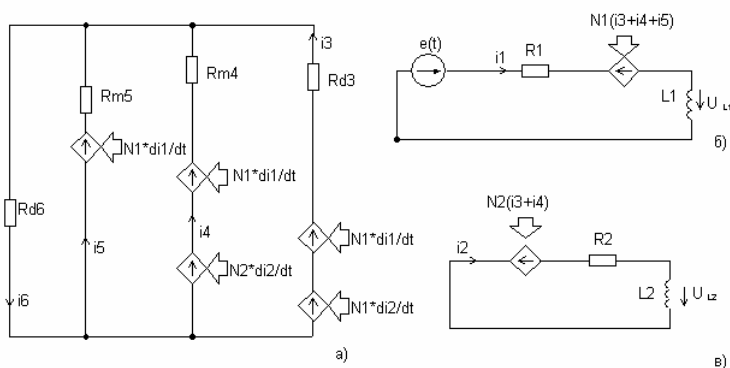 i3
Rm5
Rm4
Rd3
N1*di1/dt
N1*di1/dt
Rd6
i5
i4
N1*di1/dt
N2*di2/dt
N1*di2/dt
i6
а)
N1(i3+i4+i5)
e(t)
i1
R1
L1
U L1
б)
N2(i3+i4)
i2
R2
L2
U L2
в)